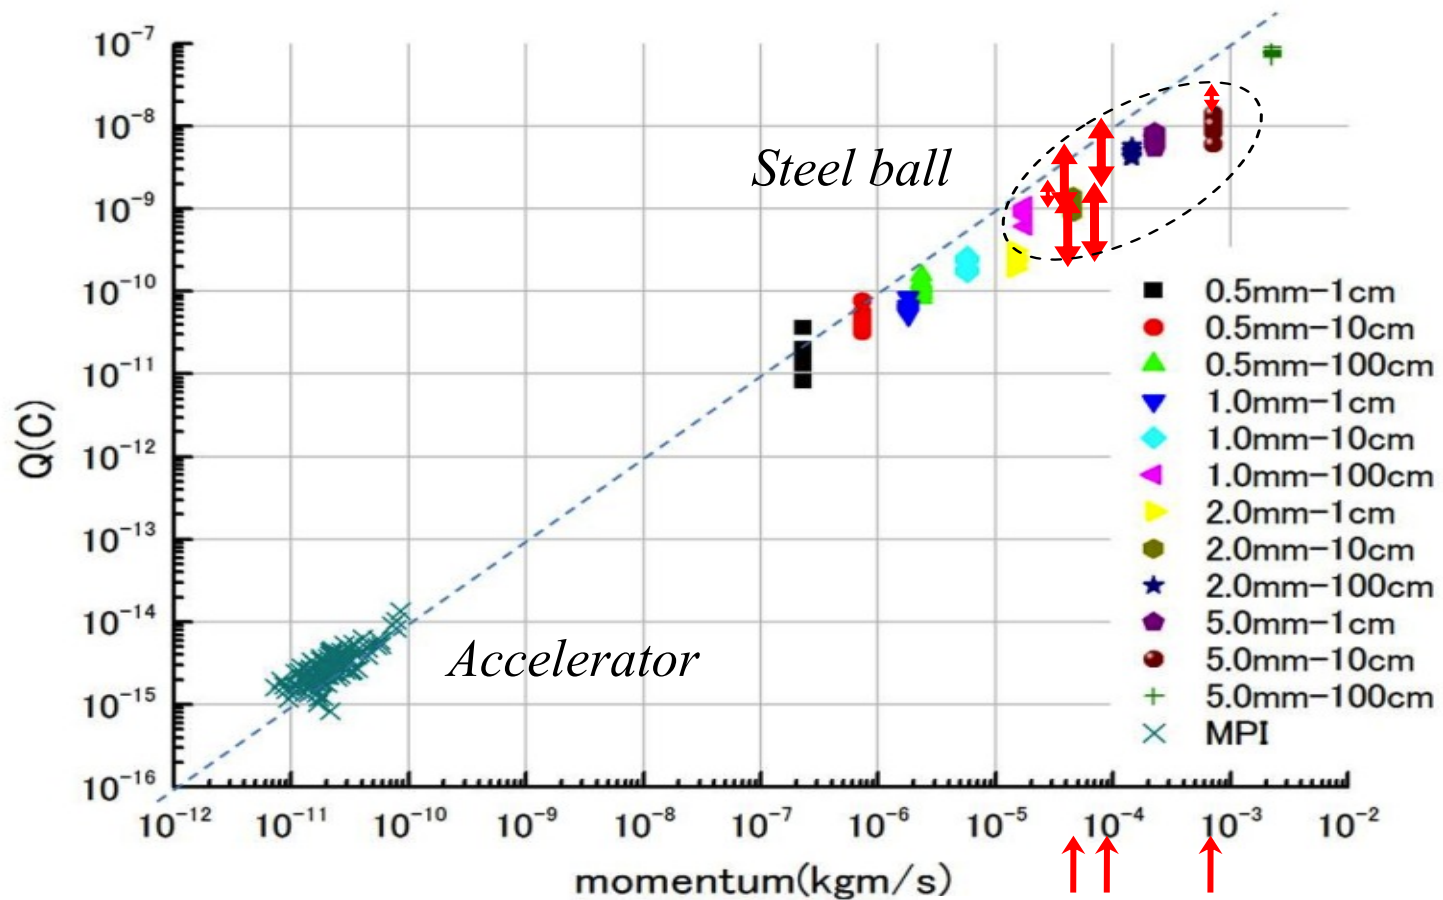 10⁻⁷
10⁻⁸
10⁻⁹
10⁻¹⁰
10⁻¹¹
10⁻¹²
10⁻¹³
10⁻¹⁴
10⁻¹⁵
10⁻¹⁶
Q(C)
Steel ball
Accelerator
0.5mm-1cm
0.5mm-10cm
0.5mm-100cm
1.0mm-1cm
1.0mm-10cm
1.0mm-100cm
2.0mm-1cm
2.0mm-10cm
2.0mm-100cm
5.0mm-1cm
5.0mm-10cm
5.0mm-100cm
MPI
10⁻¹² 10⁻¹¹ 10⁻¹⁰ 10⁻⁹ 10⁻⁸ 10⁻⁷ 10⁻⁶ 10⁻⁵ 10⁻⁴ 10⁻³ 10⁻²
momentum(kgm/s)